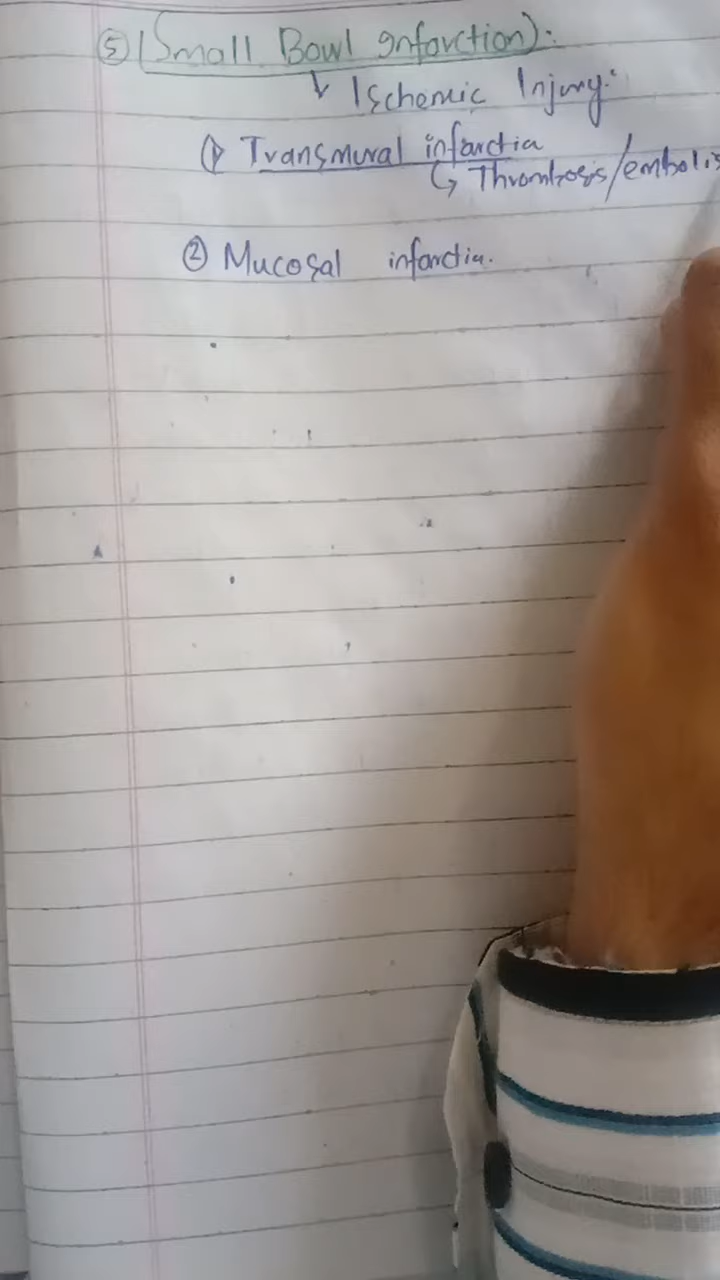 ⑤ (Small Bowl Infarction):
↓ Ischemic Injury:
① Transmural infarctia
↳ Thrombosis/embolis
② Mucosal infarctia.